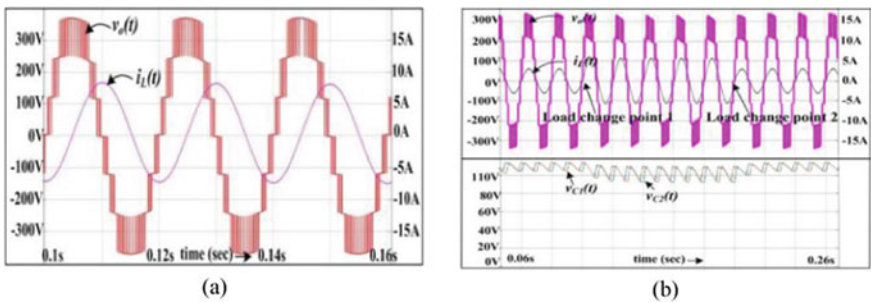 300V
200V
100V
0V
-100V
-200V
-300V
vo(t)
iL(t)
15A
10A
5A
0A
-5A
-10A
-15A
0.1s
0.12s
time (sec)
0.14s
0.16s
(a)
300V
200V
100V
0V
-100V
-200V
-300V
vo(t)
iL(t)
Load change point 1
Load change point 2
15A
10A
5A
0A
-5A
-10A
-15A
110V
80V
60V
40V
20V
0V
vC1(t)
vC2(t)
0.06s
time (sec)
0.26s
(b)